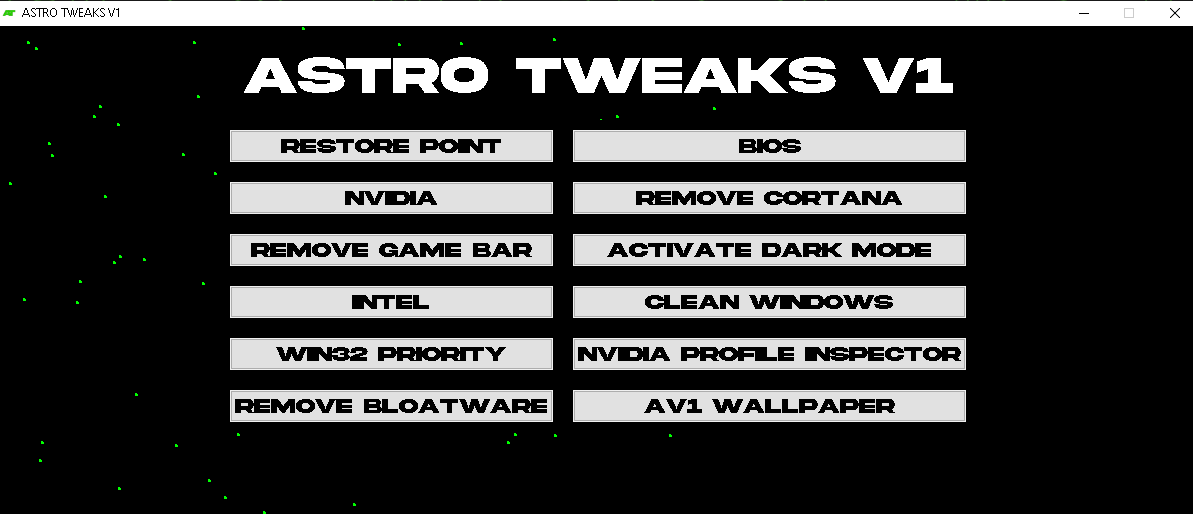 ASTRO TWEAKS V1
ASTRO TWEAKS V1
RESTORE POINT
BIOS
NVIDIA
REMOVE CORTANA
REMOVE GAME BAR
ACTIVATE DARK MODE
INTEL
CLEAN WINDOWS
WIN32 PRIORITY
NVIDIA PROFILE INSPECTOR
REMOVE BLOATWARE
AV1 WALLPAPER